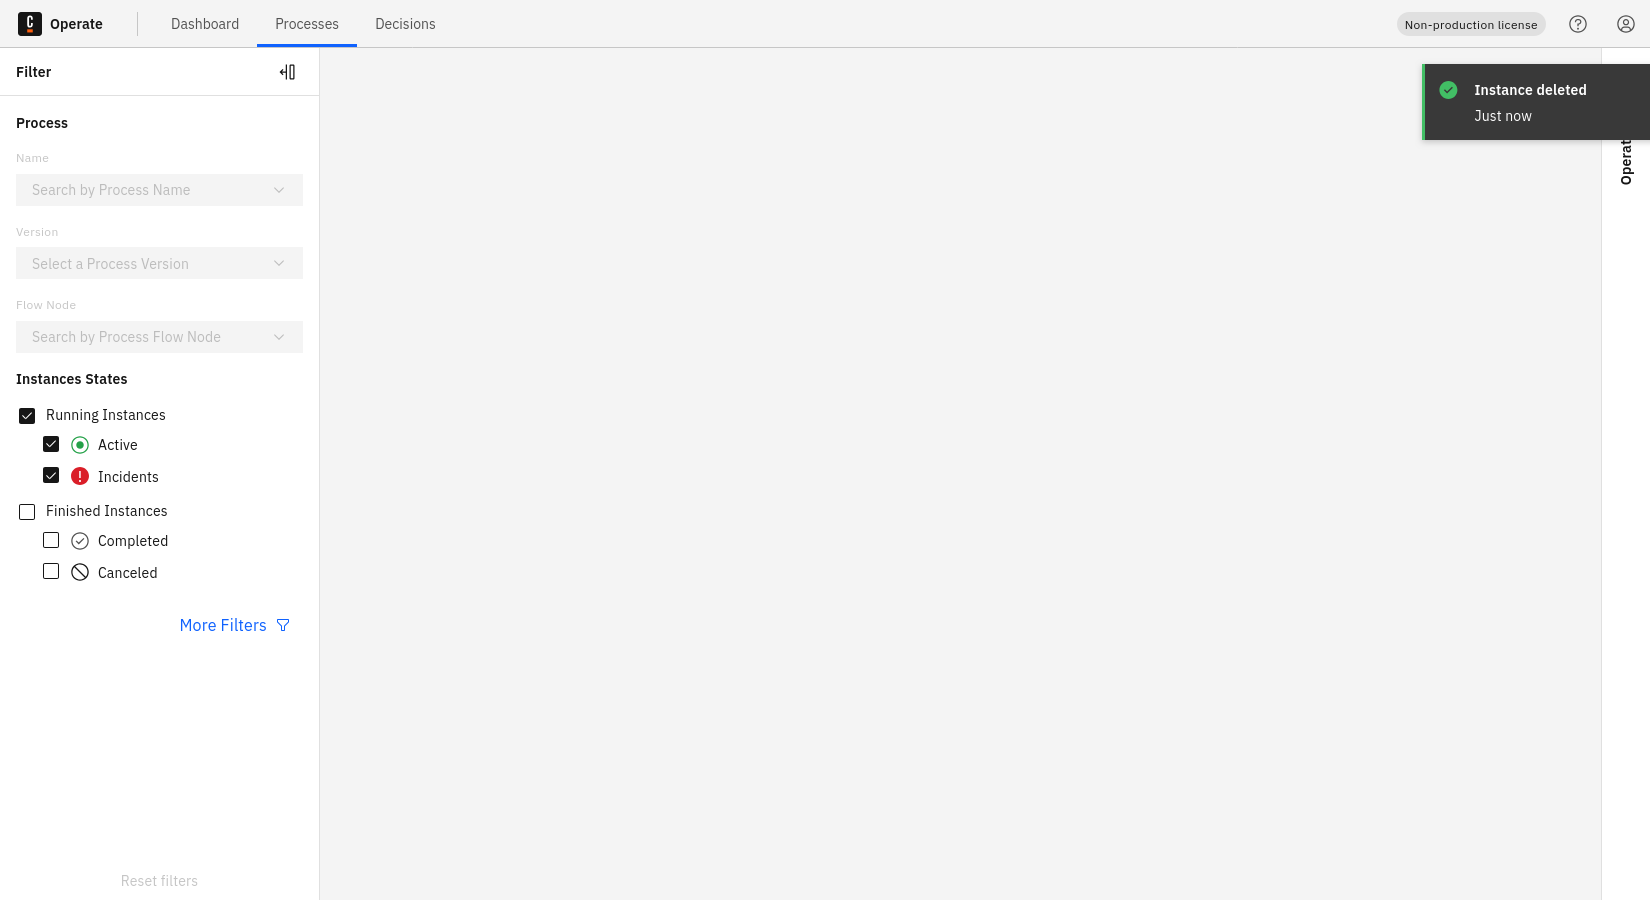 Operate
Dashboard
Processes
Decisions
Non-production license
Filter
Instance deleted
Just now
Process
Name
Search by Process Name
Version
Select a Process Version
Flow Node
Search by Process Flow Node
Instances States
Running Instances
Active
Incidents
Finished Instances
Completed
Canceled
More Filters
Reset filters